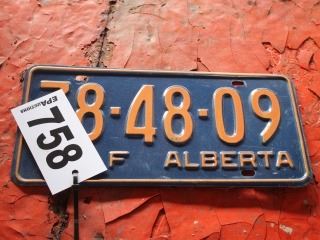 78-48-09
F ALBERTA
EPAuctions
758